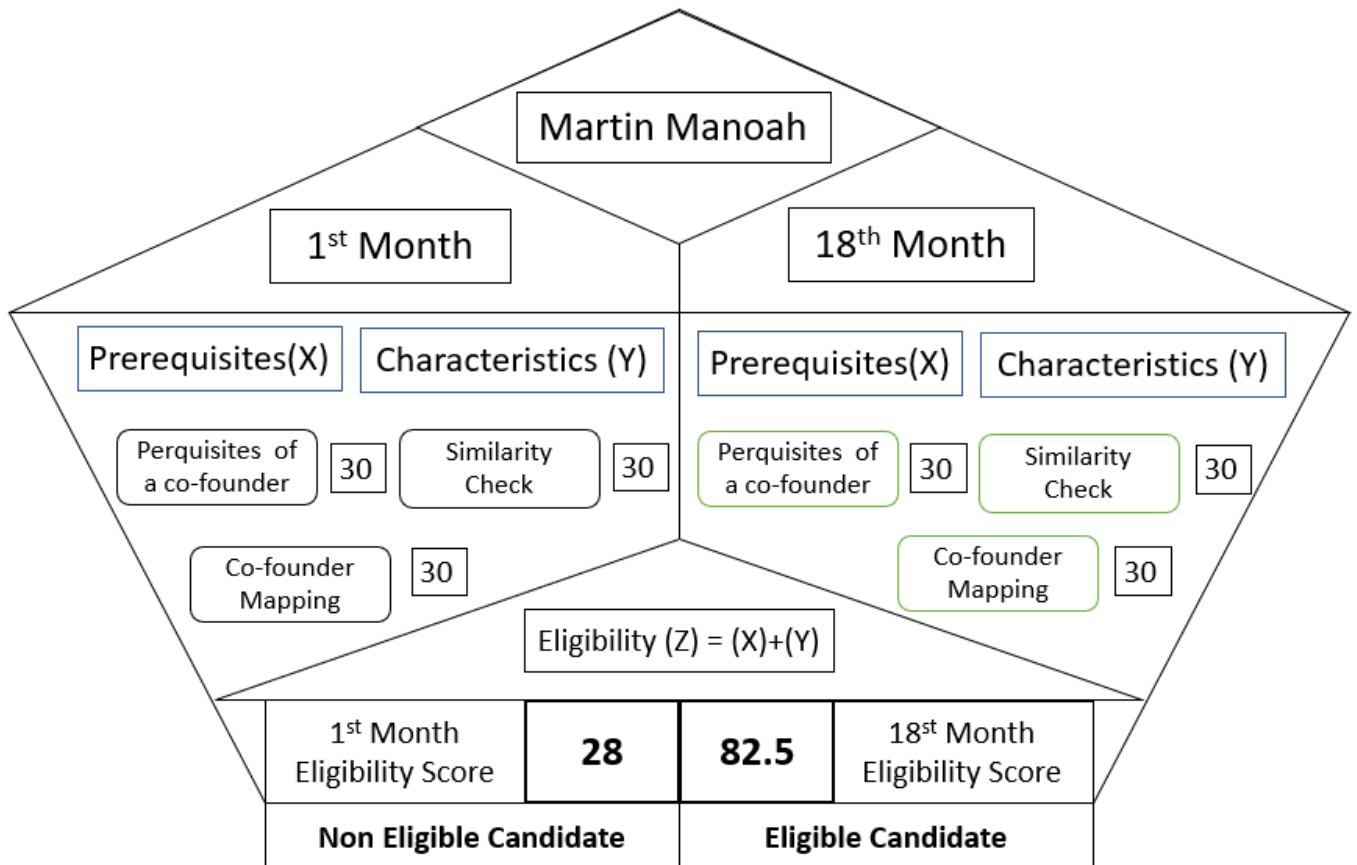 Martin Manoah
1st Month
18th Month
Prerequisites(X)
Characteristics (Y)
Prerequisites(X)
Characteristics (Y)
Perquisites of
a co-founder
30
Similarity
Check
30
Perquisites of
a co-founder
30
Similarity
Check
30
Co-founder
Mapping
30
Co-founder
Mapping
30
Eligibility (Z) = (X)+(Y)
1st Month
Eligibility Score
28
82.5
18st Month
Eligibility Score
Non Eligible Candidate
Eligible Candidate